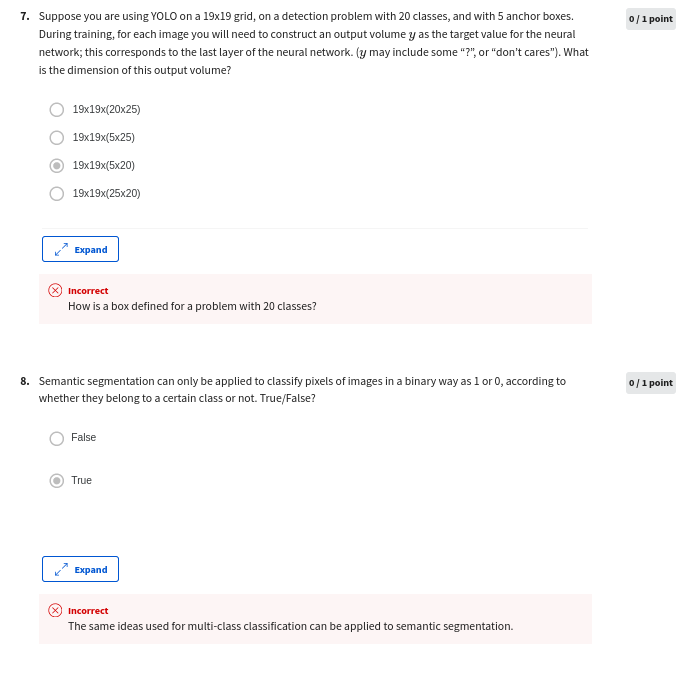 7. Suppose you are using YOLO on a 19x19 grid, on a detection problem with 20 classes, and with 5 anchor boxes. 0 / 1 point
During training, for each image you will need to construct an output volume y as the target value for the neural
network; this corresponds to the last layer of the neural network. (y may include some “?”, or “don’t cares”). What
is the dimension of this output volume?
19x19x(20x25)
19x19x(5x25)
19x19x(5x20)
19x19x(25x20)
Expand
Incorrect
How is a box defined for a problem with 20 classes?
8. Semantic segmentation can only be applied to classify pixels of images in a binary way as 1 or 0, according to 0 / 1 point
whether they belong to a certain class or not. True/False?
False
True
Expand
Incorrect
The same ideas used for multi-class classification can be applied to semantic segmentation.